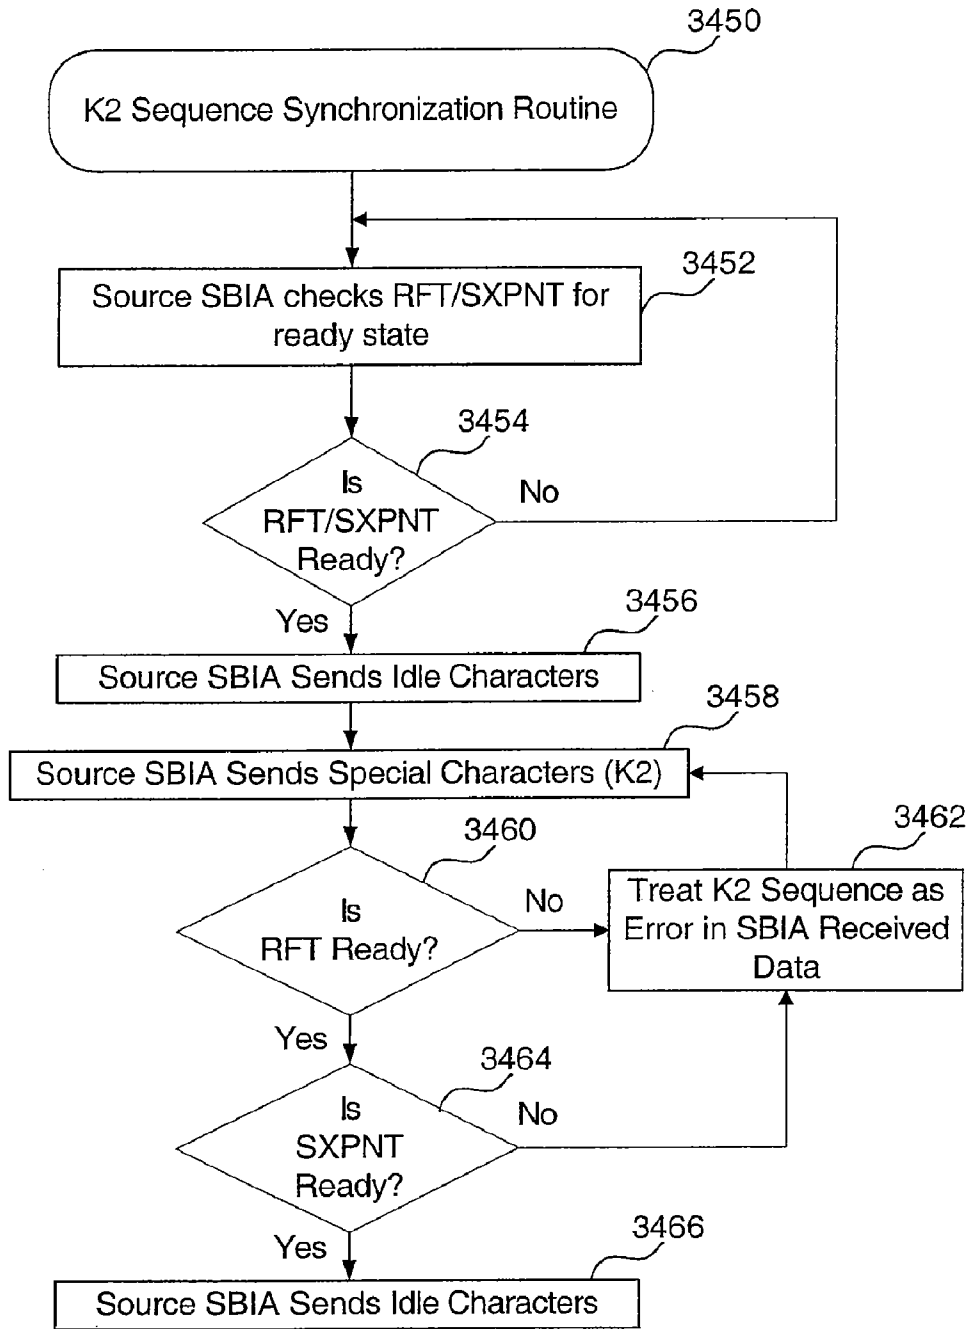 3450
K2 Sequence Synchronization Routine
3452
Source SBIA checks RFT/SXPNT for
ready state
3454
Is
RFT/SXPNT
Ready?
No
Yes
3456
Source SBIA Sends Idle Characters
3458
Source SBIA Sends Special Characters (K2)
3460
Is
RFT Ready?
No
3462
Treat K2 Sequence as
Error in SBIA Received
Data
Yes
3464
Is
SXPNT
Ready?
No
Yes
3466
Source SBIA Sends Idle Characters